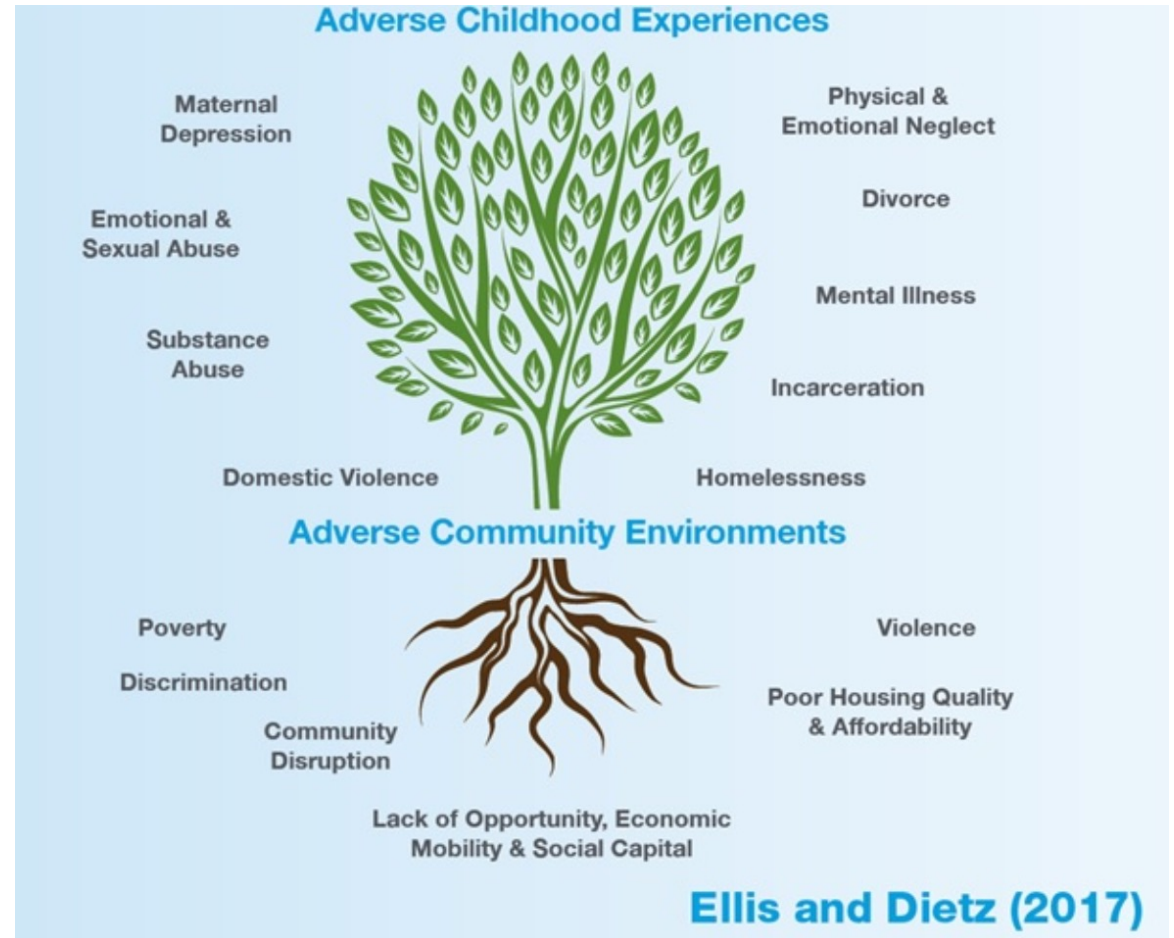 Adverse Childhood Experiences
Maternal
Depression
Physical &
Emotional Neglect
Emotional &
Sexual Abuse
Divorce
Mental Illness
Substance
Abuse
Incarceration
Domestic Violence
Homelessness
Adverse Community Environments
Poverty
Violence
Discrimination
Poor Housing Quality
& Affordability
Community
Disruption
Lack of Opportunity, Economic
Mobility & Social Capital
Ellis and Dietz (2017)